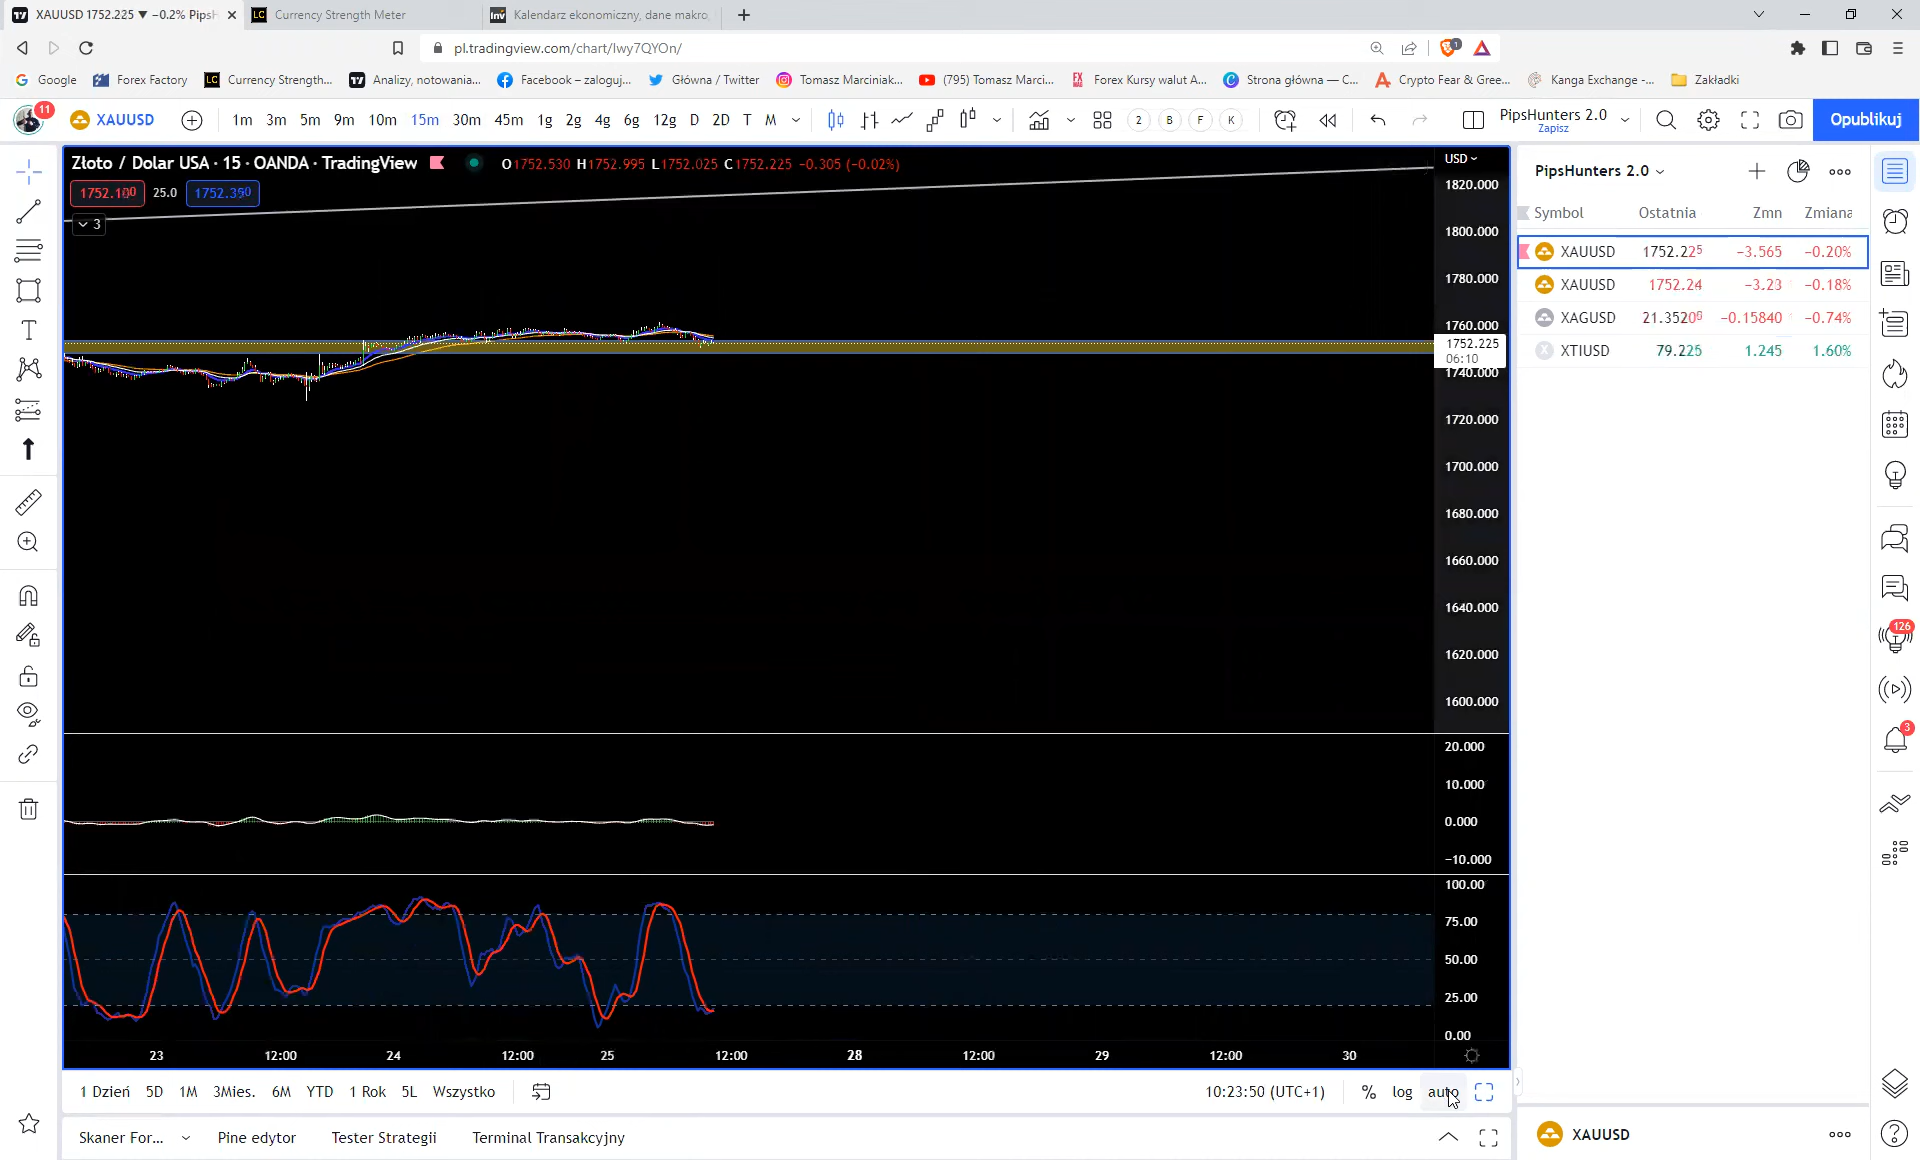 XAUUSD 1752.225 ▼ −0.2% PipsH
Currency Strength Meter
Kalendarz ekonomiczny, dane makro,
pl.tradingview.com/chart/Iwy7QYOn/
1
Google
Forex Factory
Currency Strength...
Analizy, notowania...
Facebook – zaloguj...
Główna / Twitter
Tomasz Marciniak...
(795) Tomasz Marci...
Forex Kursy walut A...
Strona główna — C...
Crypto Fear & Gree...
Kanga Exchange -...
Zakładki
11
XAUUSD
1m 3m 5m 9m 10m 15m 30m 45m 1g 2g 4g 6g 12g D 2D T M
2 B F K
PipsHunters 2.0
Zapisz
Opublikuj
Złoto / Dolar USA · 15 · OANDA · TradingView
O1752.530 H1752.995 L1752.025 C1752.225 −0.305 (−0.02%)
1752.100 25.0 1752.350
3
USD
1820.000
1800.000
1780.000
1760.000
1752.225
06:10
1740.000
1720.000
1700.000
1680.000
1660.000
1640.000
1620.000
1600.000
20.000
10.000
0.000
−10.000
100.00
75.00
50.00
25.00
0.00
23 12:00 24 12:00 25 12:00 28 12:00 29 12:00 30
1 Dzień 5D 1M 3Mies. 6M YTD 1 Rok 5L Wszystko
10:23:50 (UTC+1) % log auto
Skaner For... Pine edytor Tester Strategii Terminal Transakcyjny
PipsHunters 2.0
Symbol Ostatnia Zmn Zmiana
XAUUSD 1752.225 −3.565 −0.20%
XAUUSD 1752.24 −3.23 −0.18%
XAGUSD 21.35206 −0.15840 −0.74%
XTIUSD 79.225 1.245 1.60%
126
3
XAUUSD